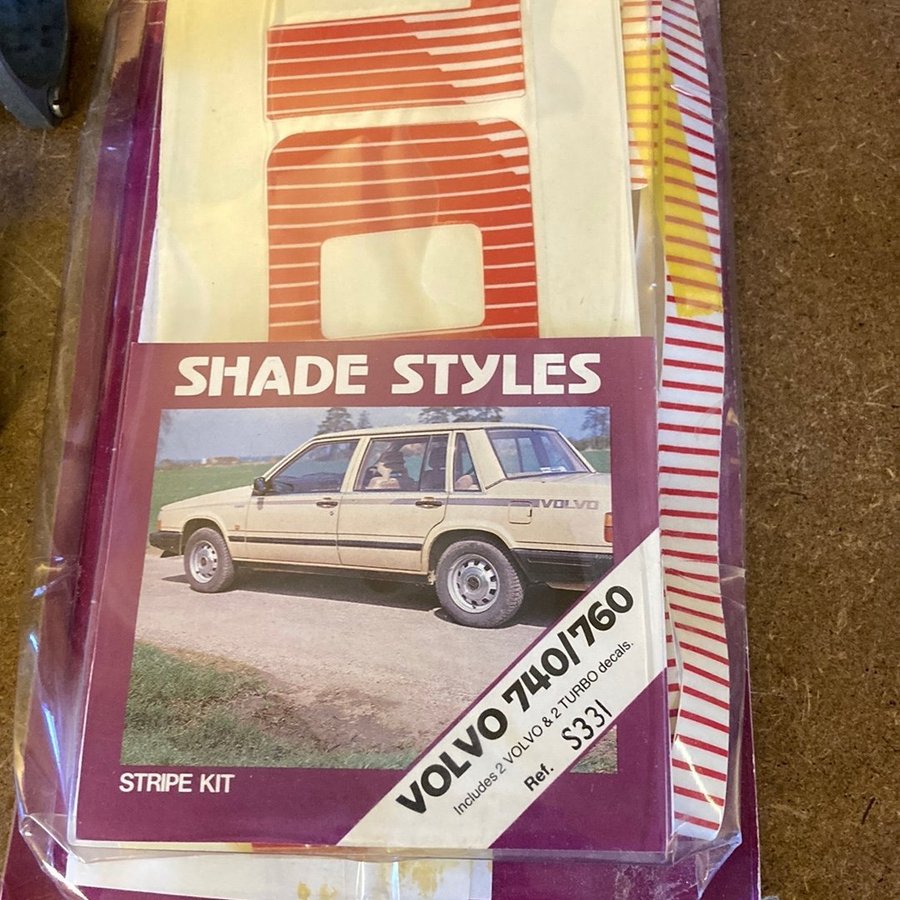 SHADE STYLES
VOLVO
VOLVO 740/760
Includes 2 VOLVO & 2 TURBO decals.
Ref. S331
STRIPE KIT